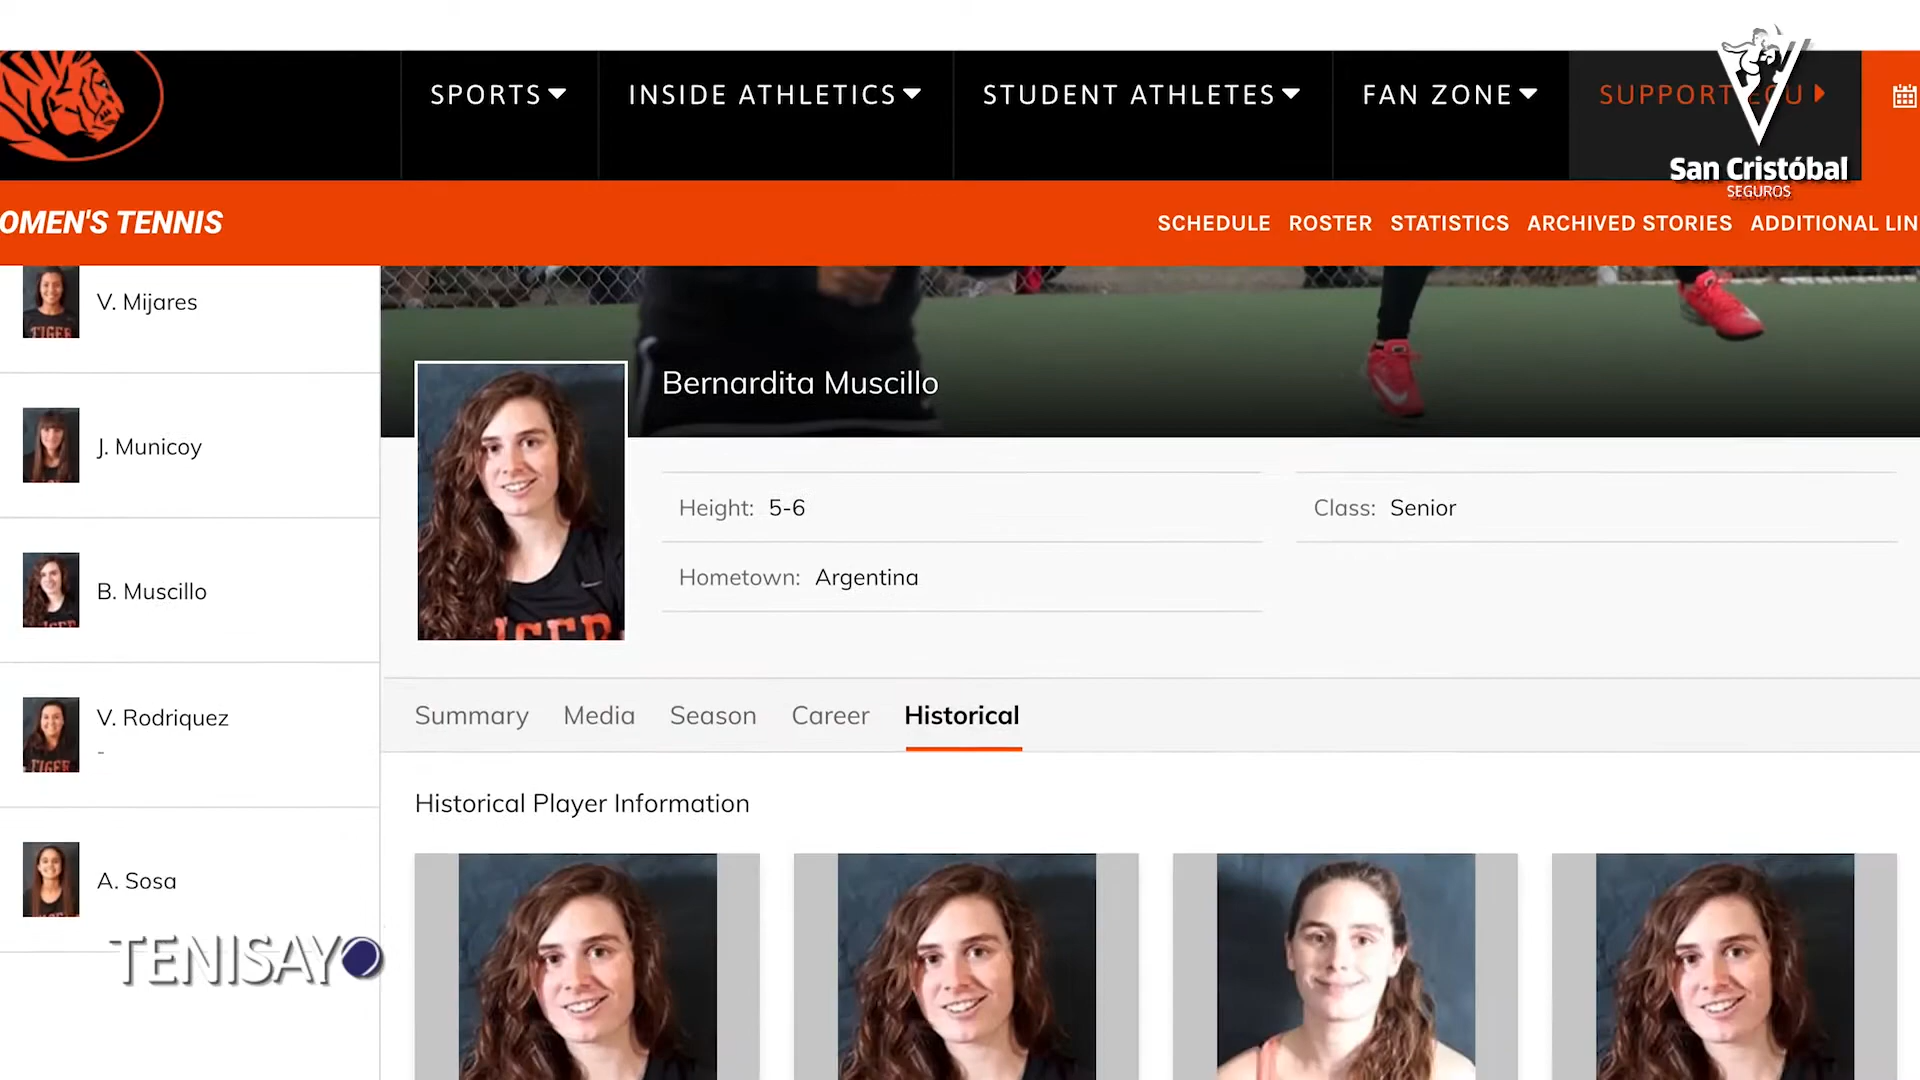 SPORTS
INSIDE ATHLETICS
STUDENT ATHLETES
FAN ZONE
SUPPORT ECU
San Cristóbal
SEGUROS
OMEN'S TENNIS
SCHEDULE
ROSTER
STATISTICS
ARCHIVED STORIES
ADDITIONAL LIN
V. Mijares
J. Municoy
B. Muscillo
V. Rodriquez
-
A. Sosa
Bernardita Muscillo
Height: 5-6
Class: Senior
Hometown: Argentina
Summary
Media
Season
Career
Historical
Historical Player Information
TENISAYO